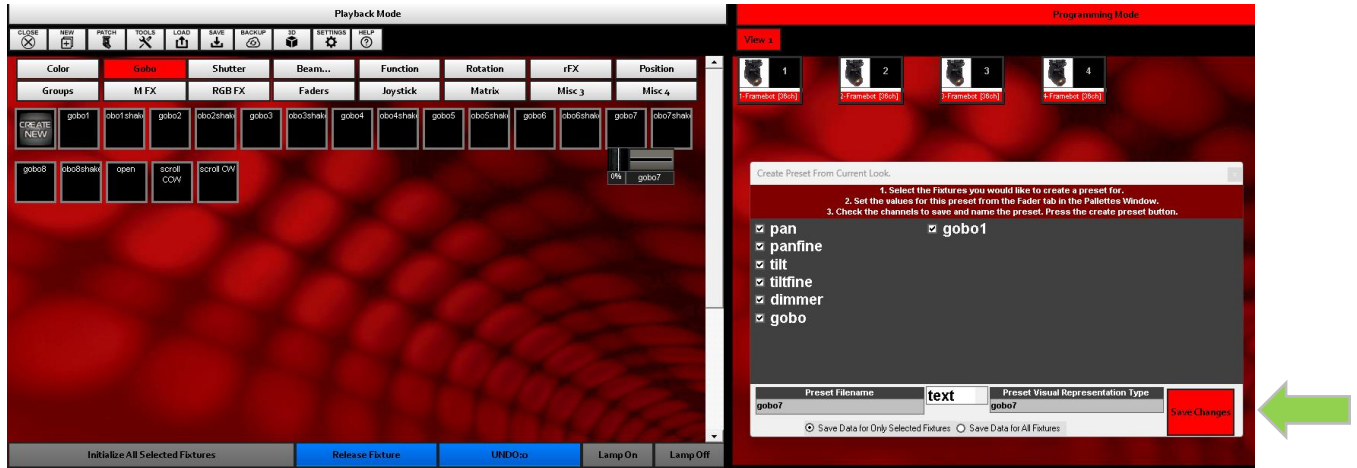 Playback Mode
Programming Mode
CLOSE NEW PATCH TOOLS LOAD SAVE BACKUP 3D SETTINGS HELP
View 1
Color Gobo Shutter Beam... Function Rotation rFX Position
Groups M FX RGB FX Faders Joystick Matrix Misc 3 Misc 4
1 2 3 4
1-Framebot [36ch] 2-Framebot [36ch] 3-Framebot [36ch] 4-Framebot [36ch]
CREATE NEW gobo1 obo1shak gobo2 obo2shak gobo3 obo3shak gobo4 obo4shak gobo5 obo5shak gobo6 obo6shak gobo7 obo7shak
gobo8 obo8shake open scroll CCW scroll CW
0% gobo7
Create Preset From Current Look.
1. Select the Fixtures you would like to create a preset for.
2. Set the values for this preset from the Fader tab in the Pallettes Window.
3. Check the channels to save and name the preset. Press the create preset button.
pan gobo1
panfine
tilt
tiltfine
dimmer
gobo
Preset Filename text Preset Visual Representation Type
gobo7 gobo7
Save Changes
Save Data for Only Selected Fixtures Save Data for All Fixtures
Initialize All Selected Fixtures Release Fixture UNDO:0 Lamp On Lamp Off